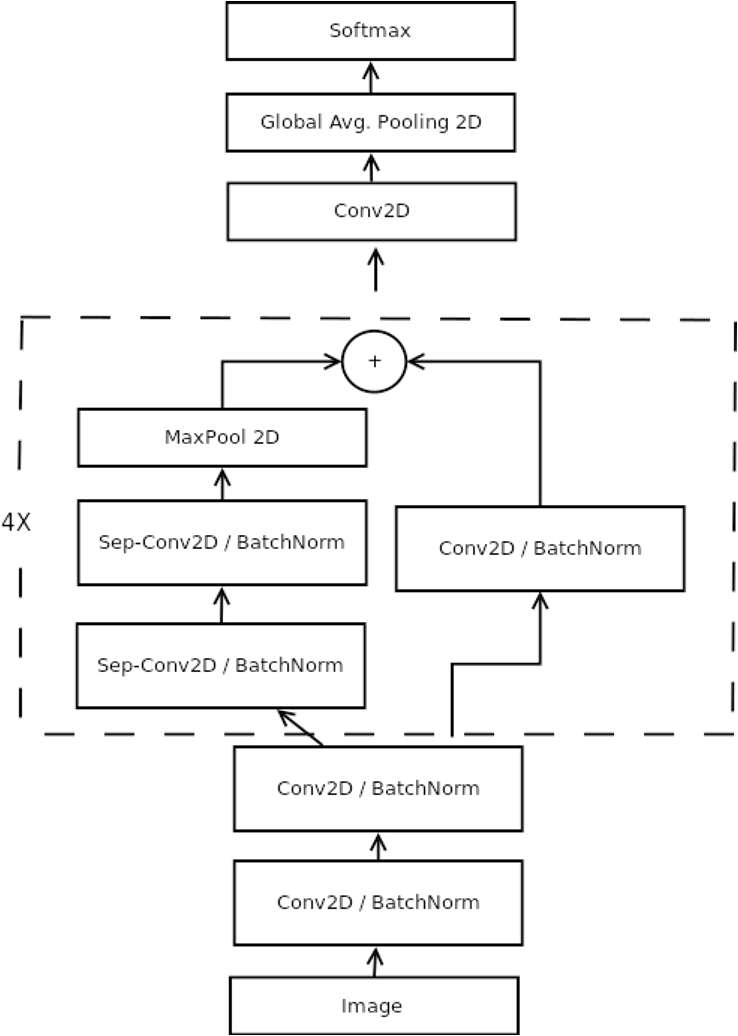 Softmax
Global Avg. Pooling 2D
Conv2D
+
MaxPool 2D
4X
Sep-Conv2D / BatchNorm
Conv2D / BatchNorm
Sep-Conv2D / BatchNorm
Conv2D / BatchNorm
Conv2D / BatchNorm
Image